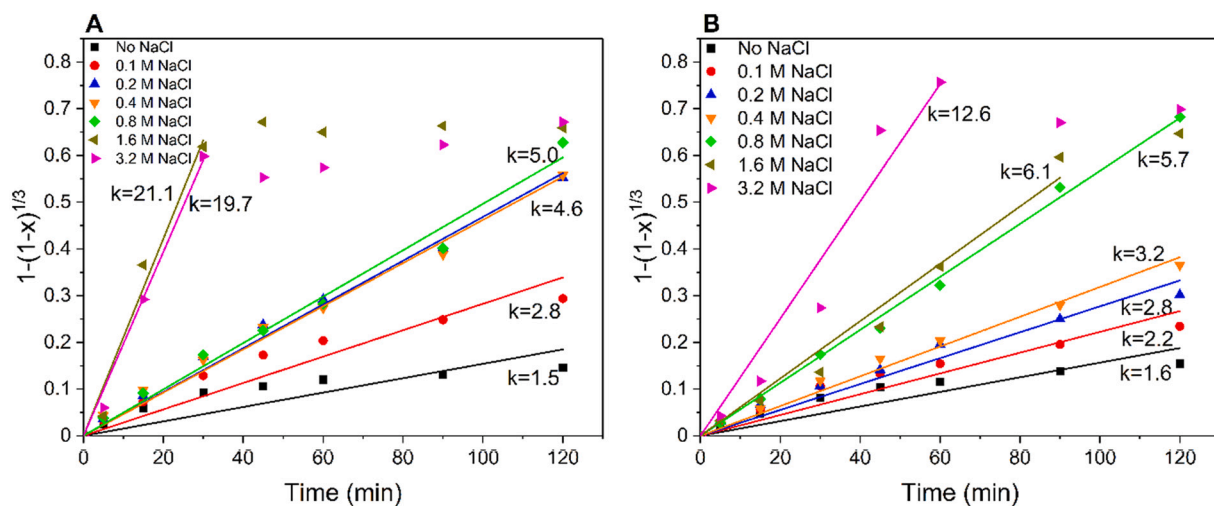 A
1-(1-x)^1/3
0.8
0.7
0.6
0.5
0.4
0.3
0.2
0.1
0
No NaCl
0.1 M NaCl
0.2 M NaCl
0.4 M NaCl
0.8 M NaCl
1.6 M NaCl
3.2 M NaCl
k=21.1
k=19.7
k=5.0
k=4.6
k=2.8
k=1.5
0 20 40 60 80 100 120
Time (min)
B
1-(1-x)^1/3
0.8
0.7
0.6
0.5
0.4
0.3
0.2
0.1
0
No NaCl
0.1 M NaCl
0.2 M NaCl
0.4 M NaCl
0.8 M NaCl
1.6 M NaCl
3.2 M NaCl
k=12.6
k=6.1
k=5.7
k=3.2
k=2.8
k=2.2
k=1.6
0 20 40 60 80 100 120
Time (min)